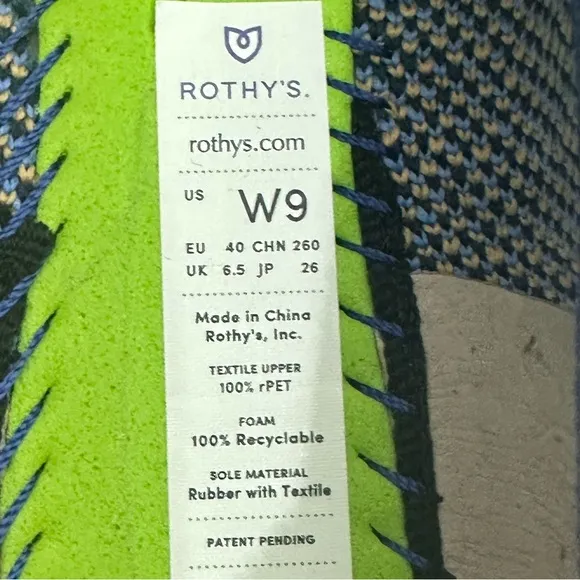 ROTHY'S.
rothys.com
US W9
EU 40 CHN 260
UK 6.5 JP 26
Made in China
Rothy's, Inc.
TEXTILE UPPER
100% rPET
FOAM
100% Recyclable
SOLE MATERIAL
Rubber with Textile
PATENT PENDING